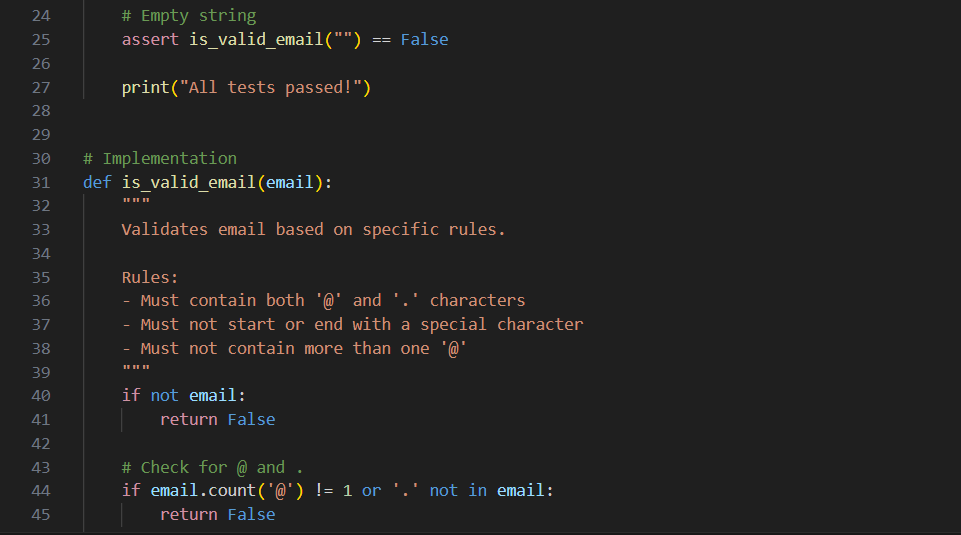 24 # Empty string
25 assert is_valid_email("") == False
26
27 print("All tests passed!")
28
29
30 # Implementation
31 def is_valid_email(email):
32 """
33 Validates email based on specific rules.
34
35 Rules:
36 - Must contain both '@' and '.' characters
37 - Must not start or end with a special character
38 - Must not contain more than one '@'
39 """
40 if not email:
41 return False
42
43 # Check for @ and .
44 if email.count('@') != 1 or '.' not in email:
45 return False